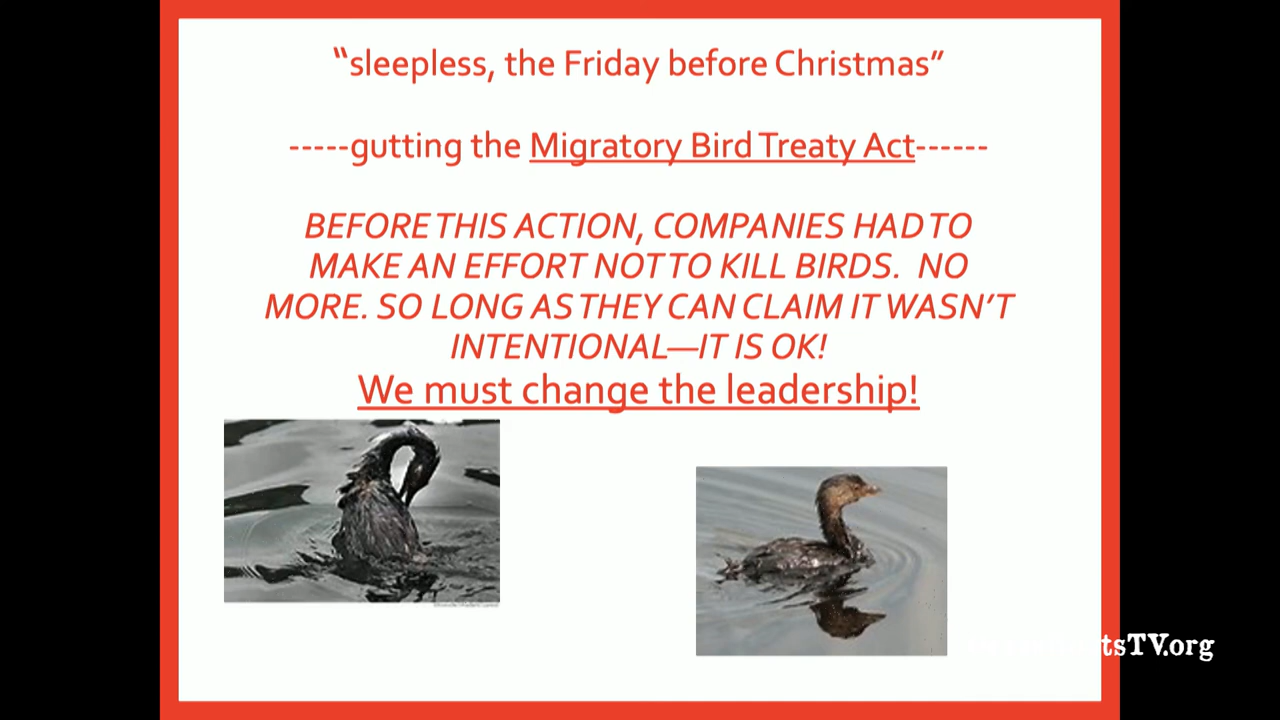 “sleepless, the Friday before Christmas”
-----gutting the Migratory Bird Treaty Act------
BEFORE THIS ACTION, COMPANIES HAD TO
MAKE AN EFFORT NOT TO KILL BIRDS. NO
MORE. SO LONG AS THEY CAN CLAIM IT WASN’T
INTENTIONAL—IT IS OK!
We must change the leadership!
tsTV.org